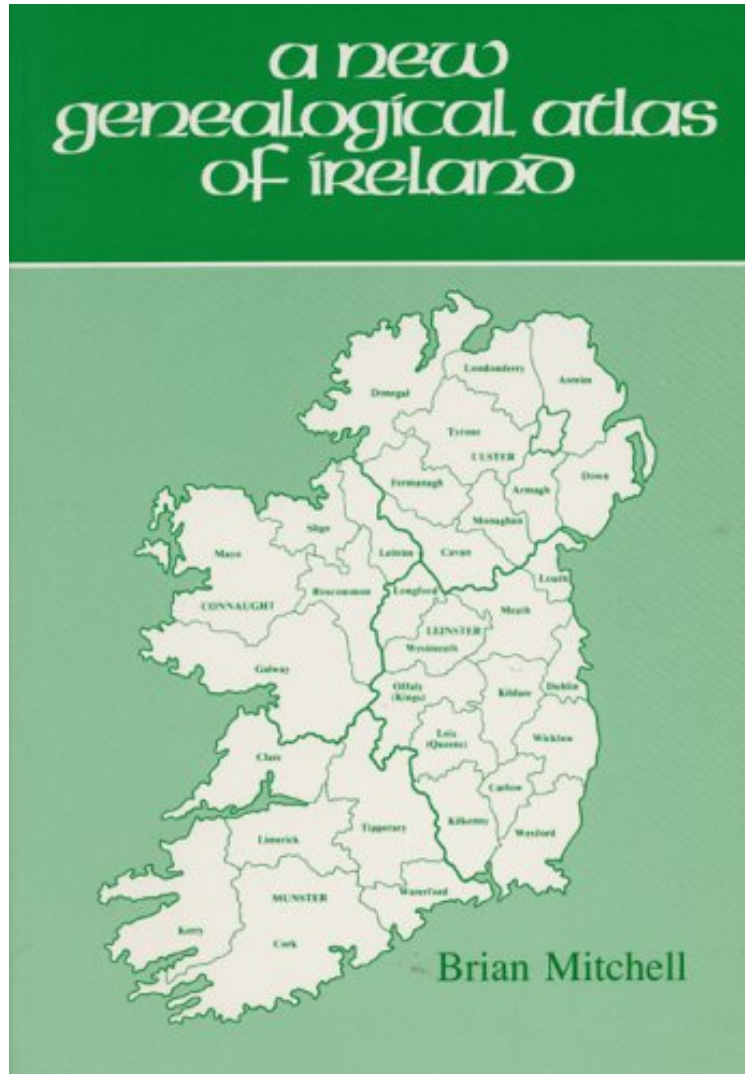 a new
genealogical atlas
of ireland
Londonderry
Antrim
Donegal
Tyrone
ULSTER
Fermanagh
Armagh
Down
Monaghan
Sligo
Mayo
Leitrim
Cavan
Louth
CONNAUGHT
Roscommon
Longford
Meath
LEINSTER
Westmeath
Galway
Offaly
(Kings)
Kildare
Dublin
Leix
(Queens)
Wicklow
Clare
Carlow
Kilkenny
Wexford
Limerick
Tipperary
MUNSTER
Waterford
Kerry
Cork
Brian Mitchell